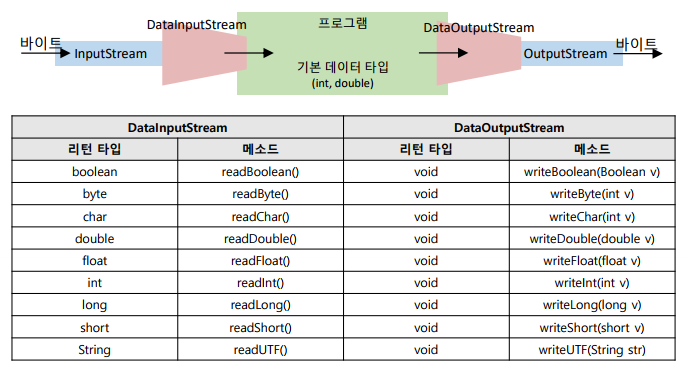 DataInputStream
프로그램
DataOutputStream
바이트
InputStream
OutputStream
바이트
기본 데이터 타입
(int, double)
DataInputStream DataOutputStream
리턴 타입 메소드 리턴 타입 메소드
boolean readBoolean() void writeBoolean(Boolean v)
byte readByte() void writeByte(int v)
char readChar() void writeChar(int v)
double readDouble() void writeDouble(double v)
float readFloat() void writeFloat(float v)
int readInt() void writeInt(int v)
long readLong() void writeLong(long v)
short readShort() void writeShort(short v)
String readUTF() void writeUTF(String str)